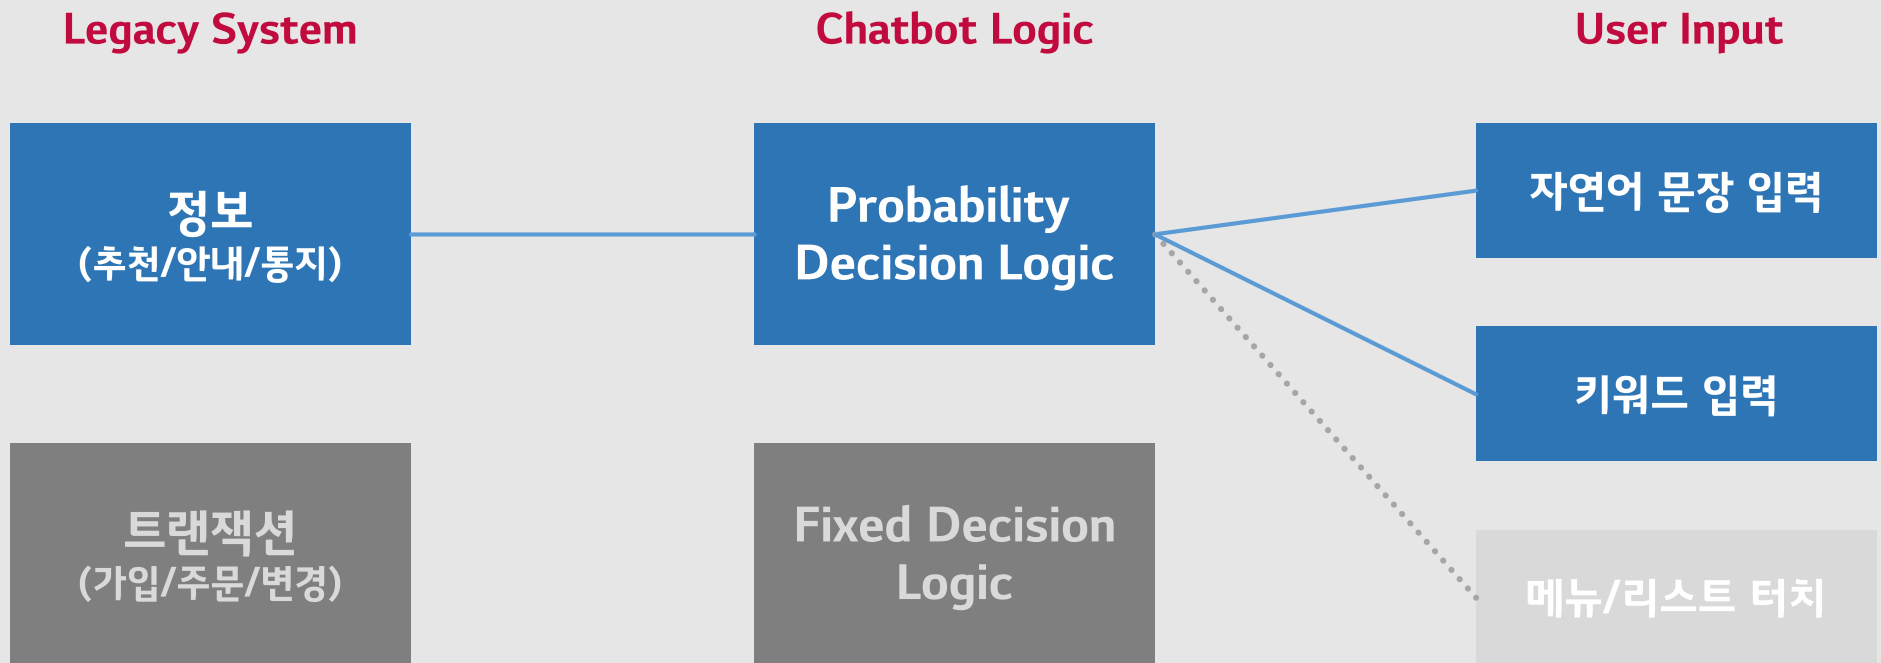 Legacy System
Chatbot Logic
User Input
정보
(추천/안내/통지)
Probability
Decision Logic
자연어 문장 입력
키워드 입력
트랜잭션
(가입/주문/변경)
Fixed Decision
Logic
메뉴/리스트 터치